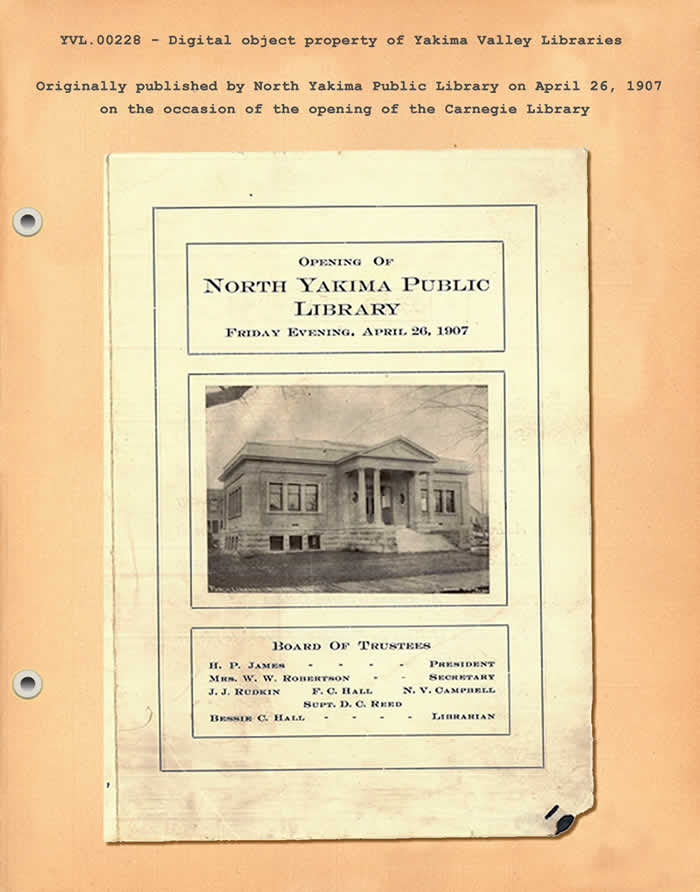 YVL.00228 - Digital object property of Yakima Valley Libraries
Originally published by North Yakima Public Library on April 26, 1907
on the occasion of the opening of the Carnegie Library
Opening Of
North Yakima Public
Library
Friday Evening, April 26, 1907
Board Of Trustees
H. P. James - - - - President
Mrs. W. W. Robertson - - Secretary
J. J. Rudkin F. C. Hall N. V. Campbell
Supt. D. C. Reed
Bessie C. Hall - - - - Librarian